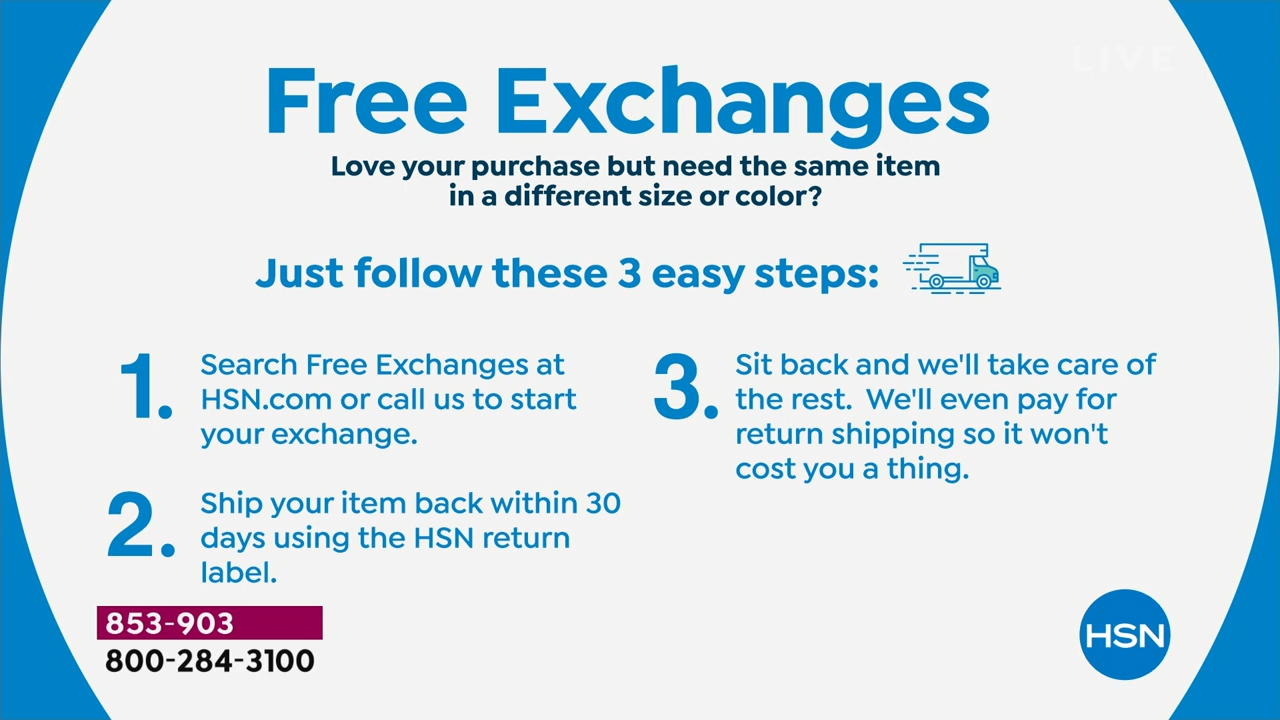 LIVE
Free Exchanges
Love your purchase but need the same item
in a different size or color?
Just follow these 3 easy steps:
1. Search Free Exchanges at
HSN.com or call us to start
your exchange.
2. Ship your item back within 30
days using the HSN return
label.
3. Sit back and we'll take care of
the rest. We'll even pay for
return shipping so it won't
cost you a thing.
853-903
800-284-3100
HSN